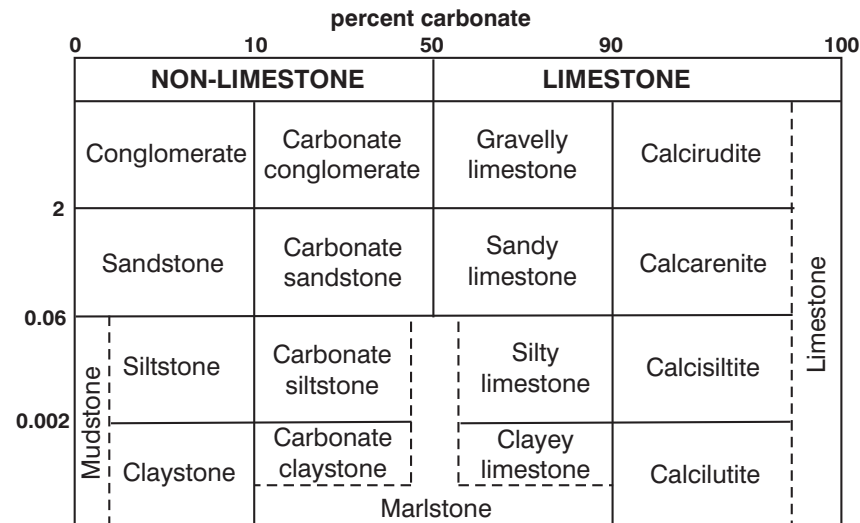 percent carbonate
0 10 50 90 100
NON-LIMESTONE LIMESTONE
Conglomerate
Carbonate
conglomerate
Gravelly
limestone
Calcirudite
2
Sandstone
Carbonate
sandstone
Sandy
limestone
Calcarenite
0.06
Mudstone
Siltstone
Carbonate
siltstone
Silty
limestone
Calcisiltite
Limestone
0.002
Claystone
Carbonate
claystone
Clayey
limestone
Calcilutite
Marlstone